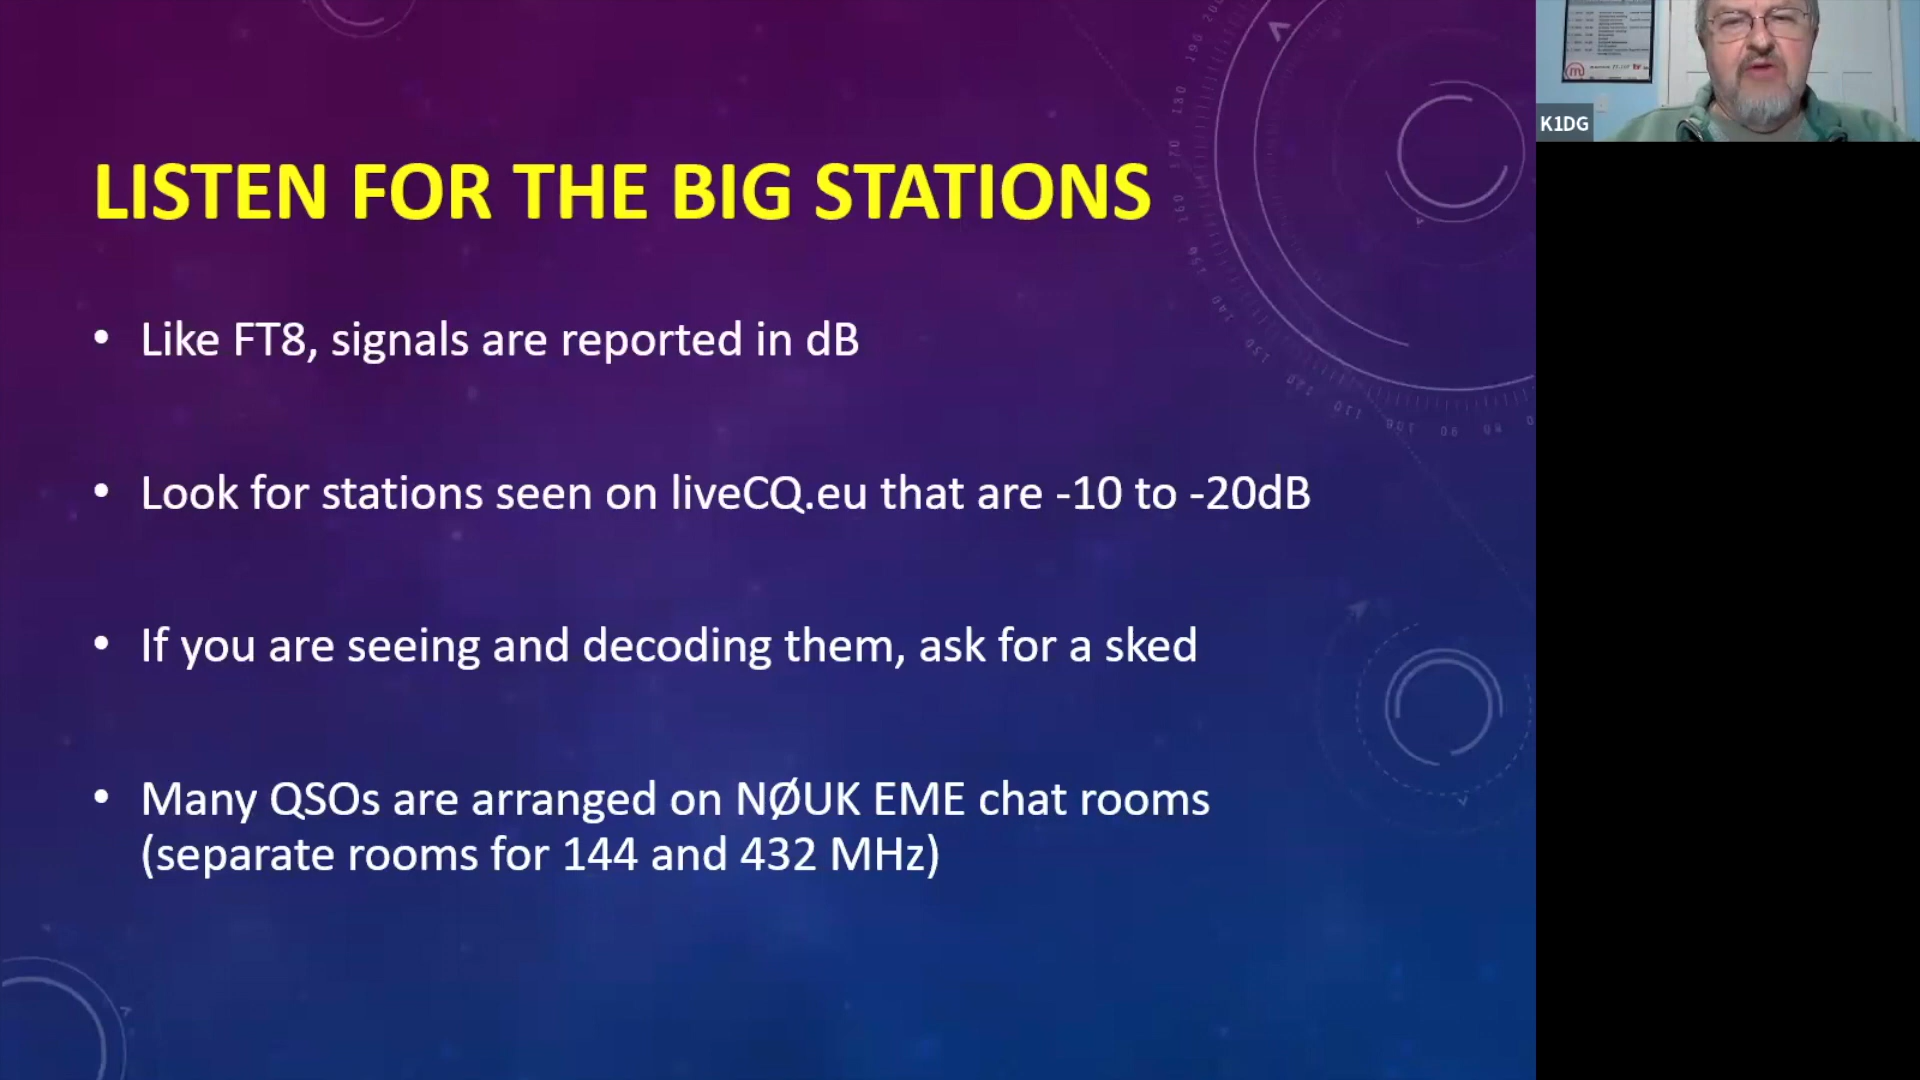 LISTEN FOR THE BIG STATIONS
• Like FT8, signals are reported in dB
• Look for stations seen on liveCQ.eu that are -10 to -20dB
• If you are seeing and decoding them, ask for a sked
• Many QSOs are arranged on NØUK EME chat rooms
(separate rooms for 144 and 432 MHz)
K1DG